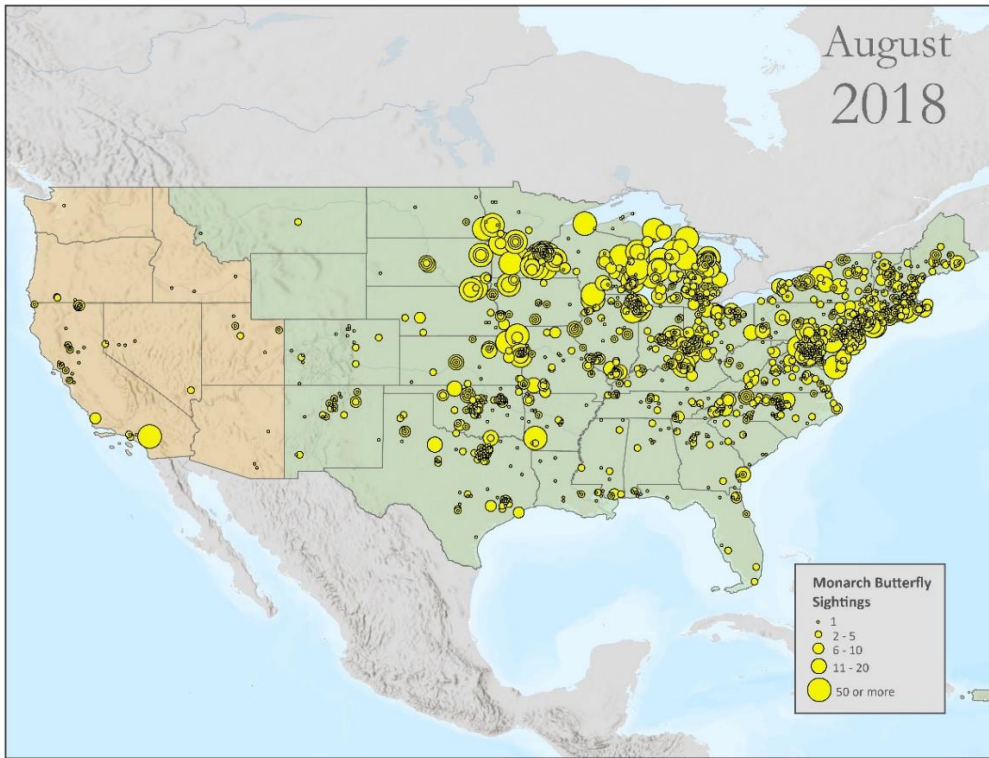 August
2018
Monarch Butterfly
Sightings
1
2 - 5
6 - 10
11 - 20
50 or more